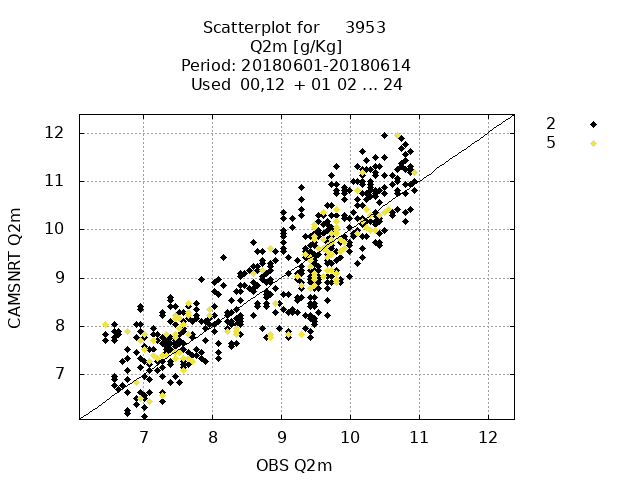 Scatterplot for 3953
Q2m [g/Kg]
Period: 20180601-20180614
Used 00,12 + 01 02 ... 24
2
5
12
11
10
9
8
7
CAMSNRT Q2m
7 8 9 10 11 12
OBS Q2m